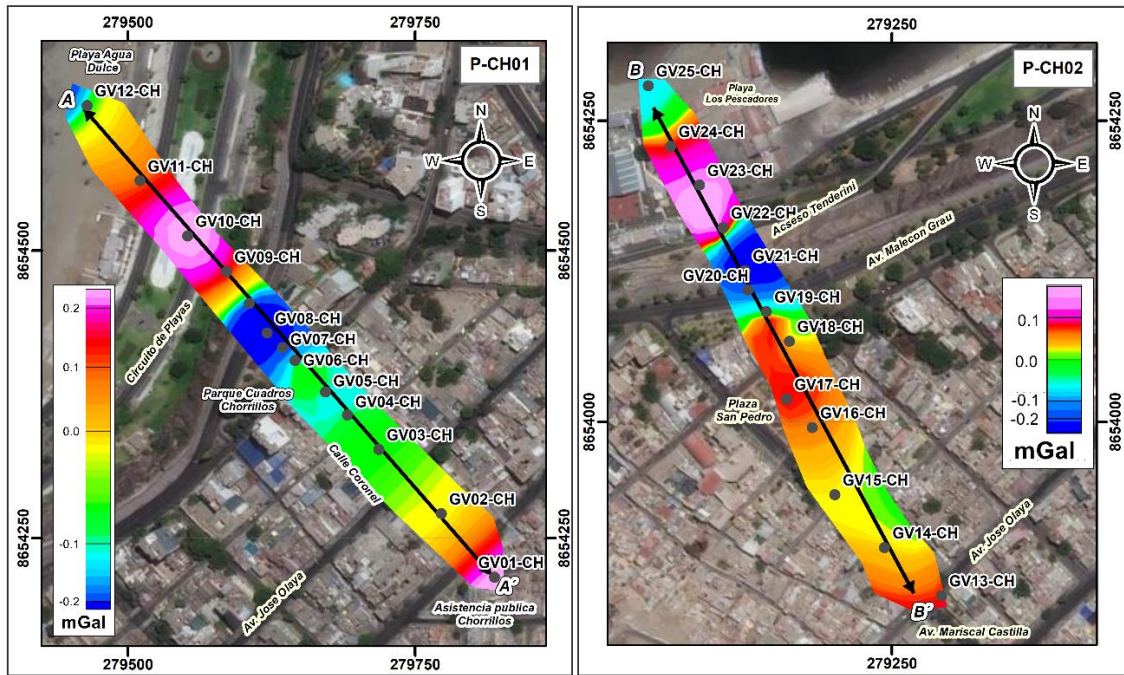 279500
279750
P-CH01
Playa Agua
Dulce
A
GV12-CH
N
W
E
S
GV11-CH
GV10-CH
8654500
8654500
GV09-CH
GV08-CH
GV07-CH
GV06-CH
GV05-CH
GV04-CH
GV03-CH
GV02-CH
GV01-CH
A´
Circuito de Playas
Parque Cuadros
Chorrillos
Calle Coronel
8654250
8654250
Av. Jose Olaya
Asistencia publica
Chorrillos
0.2
0.1
0.0
-0.1
-0.2
mGal
279500
279750
279250
P-CH02
B
GV25-CH
Playa
Los Pescadores
8654250
8654250
GV24-CH
N
W
E
S
GV23-CH
GV22-CH
Acseso Tenderini
GV21-CH
Av. Malecon Grau
GV20-CH
GV19-CH
GV18-CH
GV17-CH
Plaza
San Pedro
GV16-CH
8654000
8654000
GV15-CH
GV14-CH
Av. Jose Olaya
GV13-CH
B´
Av. Mariscal Castilla
0.1
0.0
-0.1
-0.2
mGal
279250